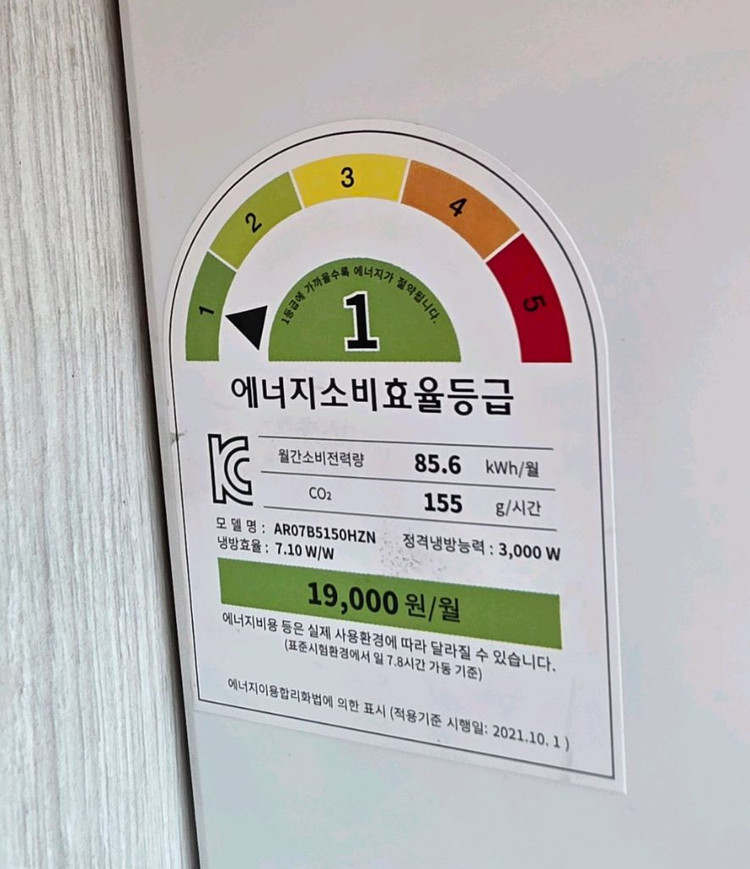 1 2 3 4 5
1등급에 가까울수록 에너지가 절약됩니다.
1
에너지소비효율등급
월간소비전력량 85.6 kWh/월
CO₂ 155 g/시간
모 델 명 : AR07B5150HZN 정격냉방능력 : 3,000 W
냉방효율 : 7.10 W/W
19,000 원/월
에너지비용 등은 실제 사용환경에 따라 달라질 수 있습니다.
(표준시험환경에서 일 7.8시간 가동 기준)
에너지이용합리화법에 의한 표시 (적용기준 시행일: 2021.10. 1 )